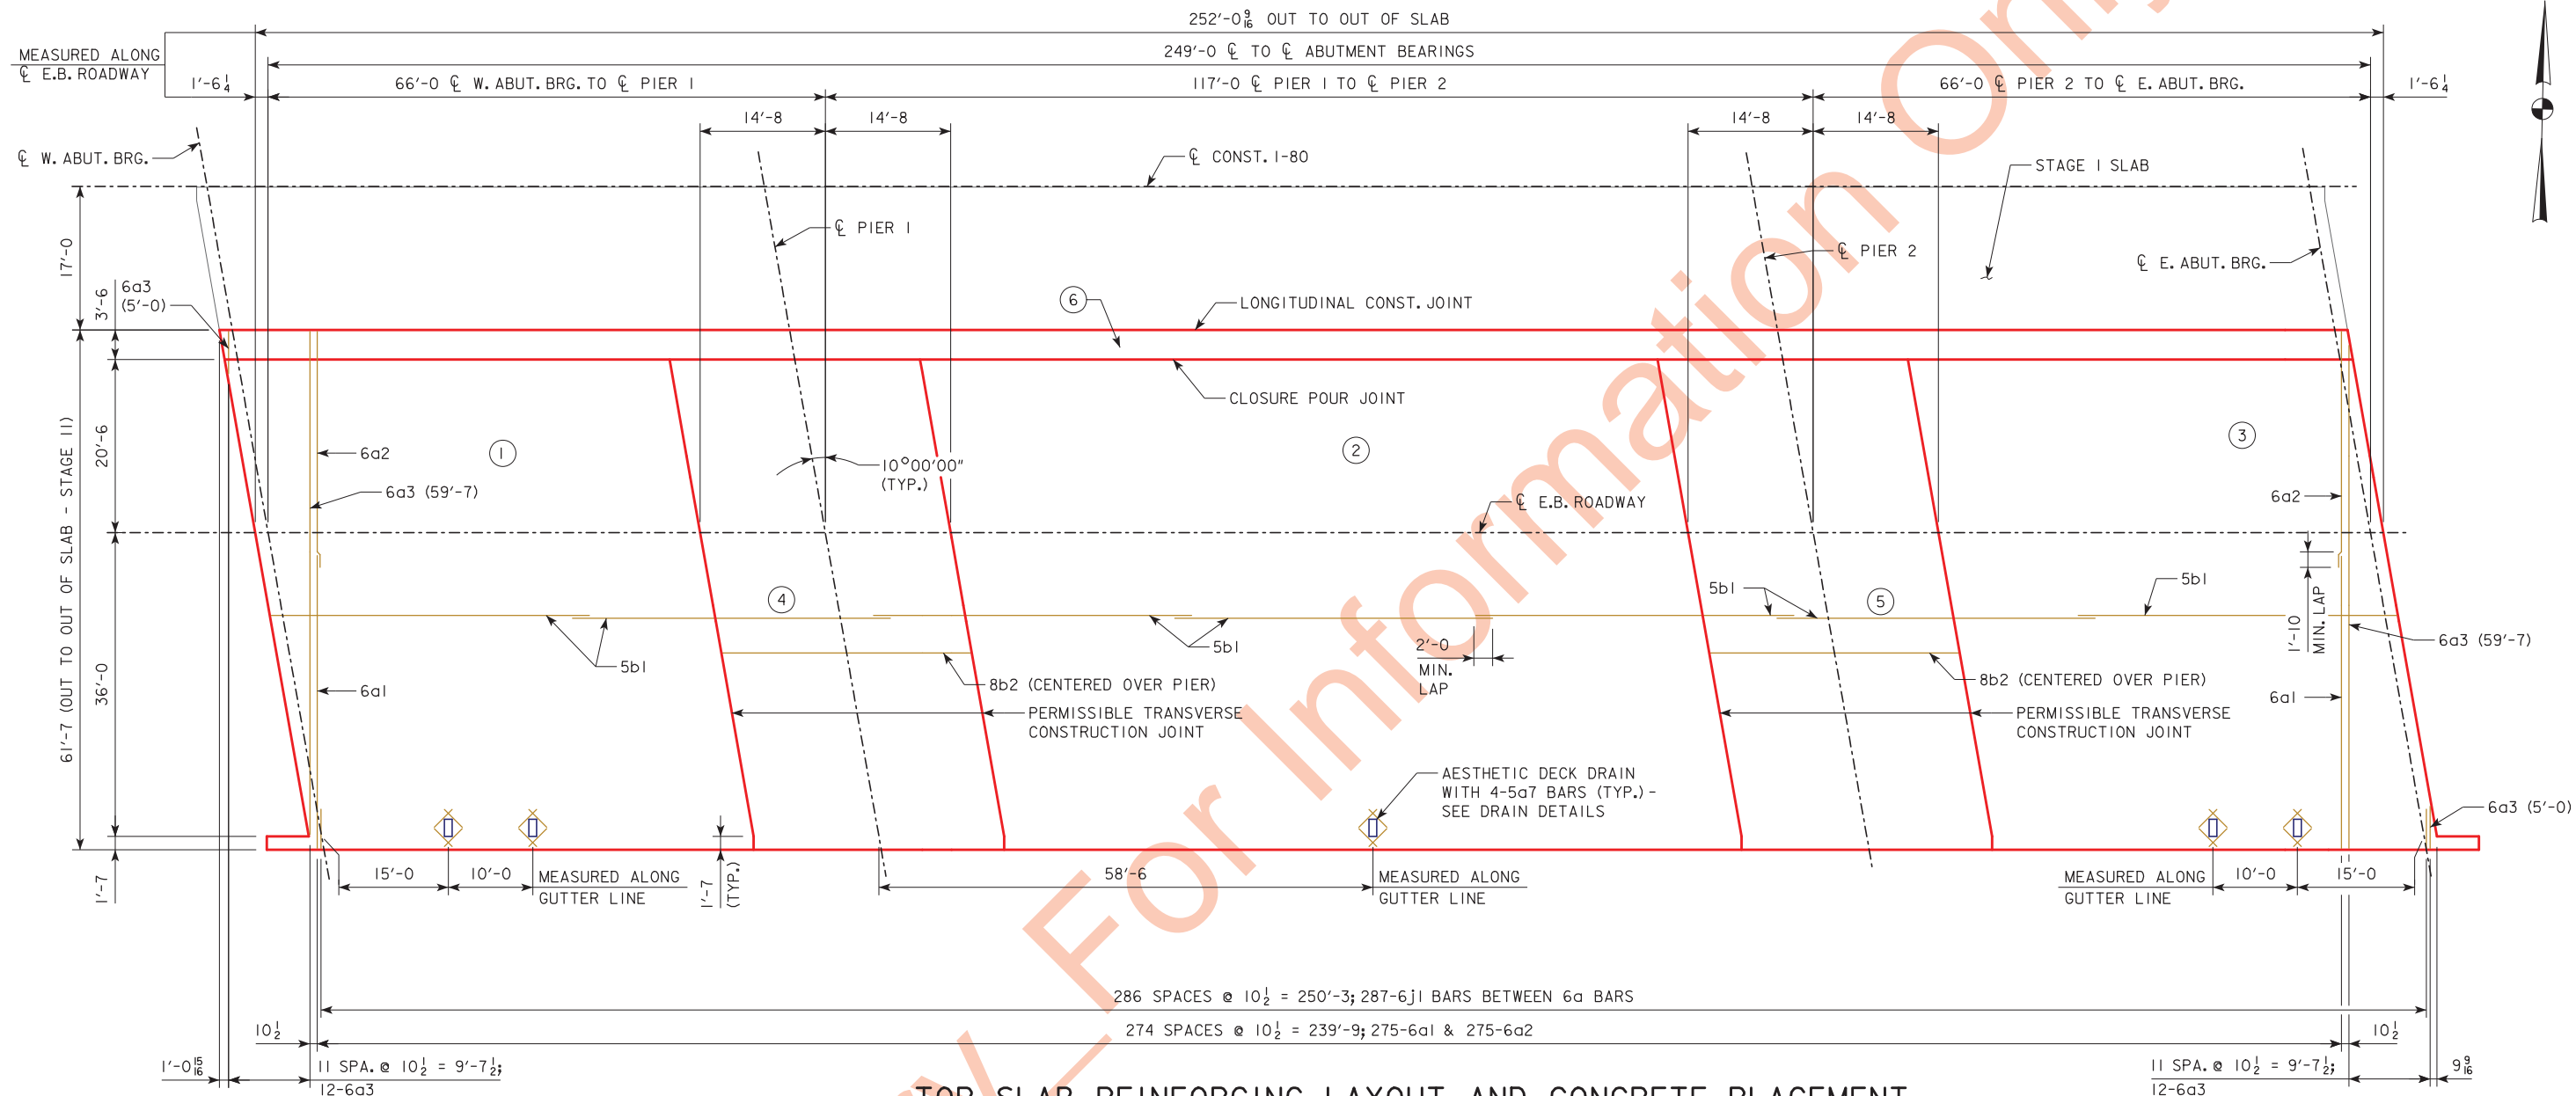 252'-0 9/16 OUT TO OUT OF SLAB
MEASURED ALONG
℄ E.B. ROADWAY
249'-0 ℄ TO ℄ ABUTMENT BEARINGS
1'-6 1/4
66'-0 ℄ W. ABUT. BRG. TO ℄ PIER 1
117'-0 ℄ PIER 1 TO ℄ PIER 2
66'-0 ℄ PIER 2 TO ℄ E. ABUT. BRG.
1'-6 1/4
14'-8
14'-8
14'-8
14'-8
℄ W. ABUT. BRG.
℄ CONST. I-80
STAGE 1 SLAB
℄ PIER 1
℄ PIER 2
℄ E. ABUT. BRG.
17'-0
3'-6
6a3
(5'-0)
6
LONGITUDINAL CONST. JOINT
CLOSURE POUR JOINT
61'-7 (OUT TO OUT OF SLAB - STAGE II)
20'-6
6a2
1
6a3 (59'-7)
10°00'00"
(TYP.)
2
3
℄ E.B. ROADWAY
6a2
36'-0
4
5b1
5b1
2'-0
MIN.
LAP
5b1
5
5b1
1'-10
MIN. LAP
6a3 (59'-7)
6a1
8b2 (CENTERED OVER PIER)
PERMISSIBLE TRANSVERSE
CONSTRUCTION JOINT
8b2 (CENTERED OVER PIER)
PERMISSIBLE TRANSVERSE
CONSTRUCTION JOINT
6a1
AESTHETIC DECK DRAIN
WITH 4-5a7 BARS (TYP.) -
SEE DRAIN DETAILS
6a3 (5'-0)
1'-7
15'-0
10'-0
MEASURED ALONG
GUTTER LINE
1'-7
(TYP.)
58'-6
MEASURED ALONG
GUTTER LINE
MEASURED ALONG
GUTTER LINE
10'-0
15'-0
286 SPACES @ 10 1/2 = 250'-3; 287-6j1 BARS BETWEEN 6a BARS
10 1/2
274 SPACES @ 10 1/2 = 239'-9; 275-6a1 & 275-6a2
10 1/2
1'-0 15/16
11 SPA. @ 10 1/2 = 9'-7 1/2;
12-6a3
11 SPA. @ 10 1/2 = 9'-7 1/2;
12-6a3
9 9/16
TOP SLAB REINFORCING LAYOUT AND CONCRETE PLACEMENT
For Information Only